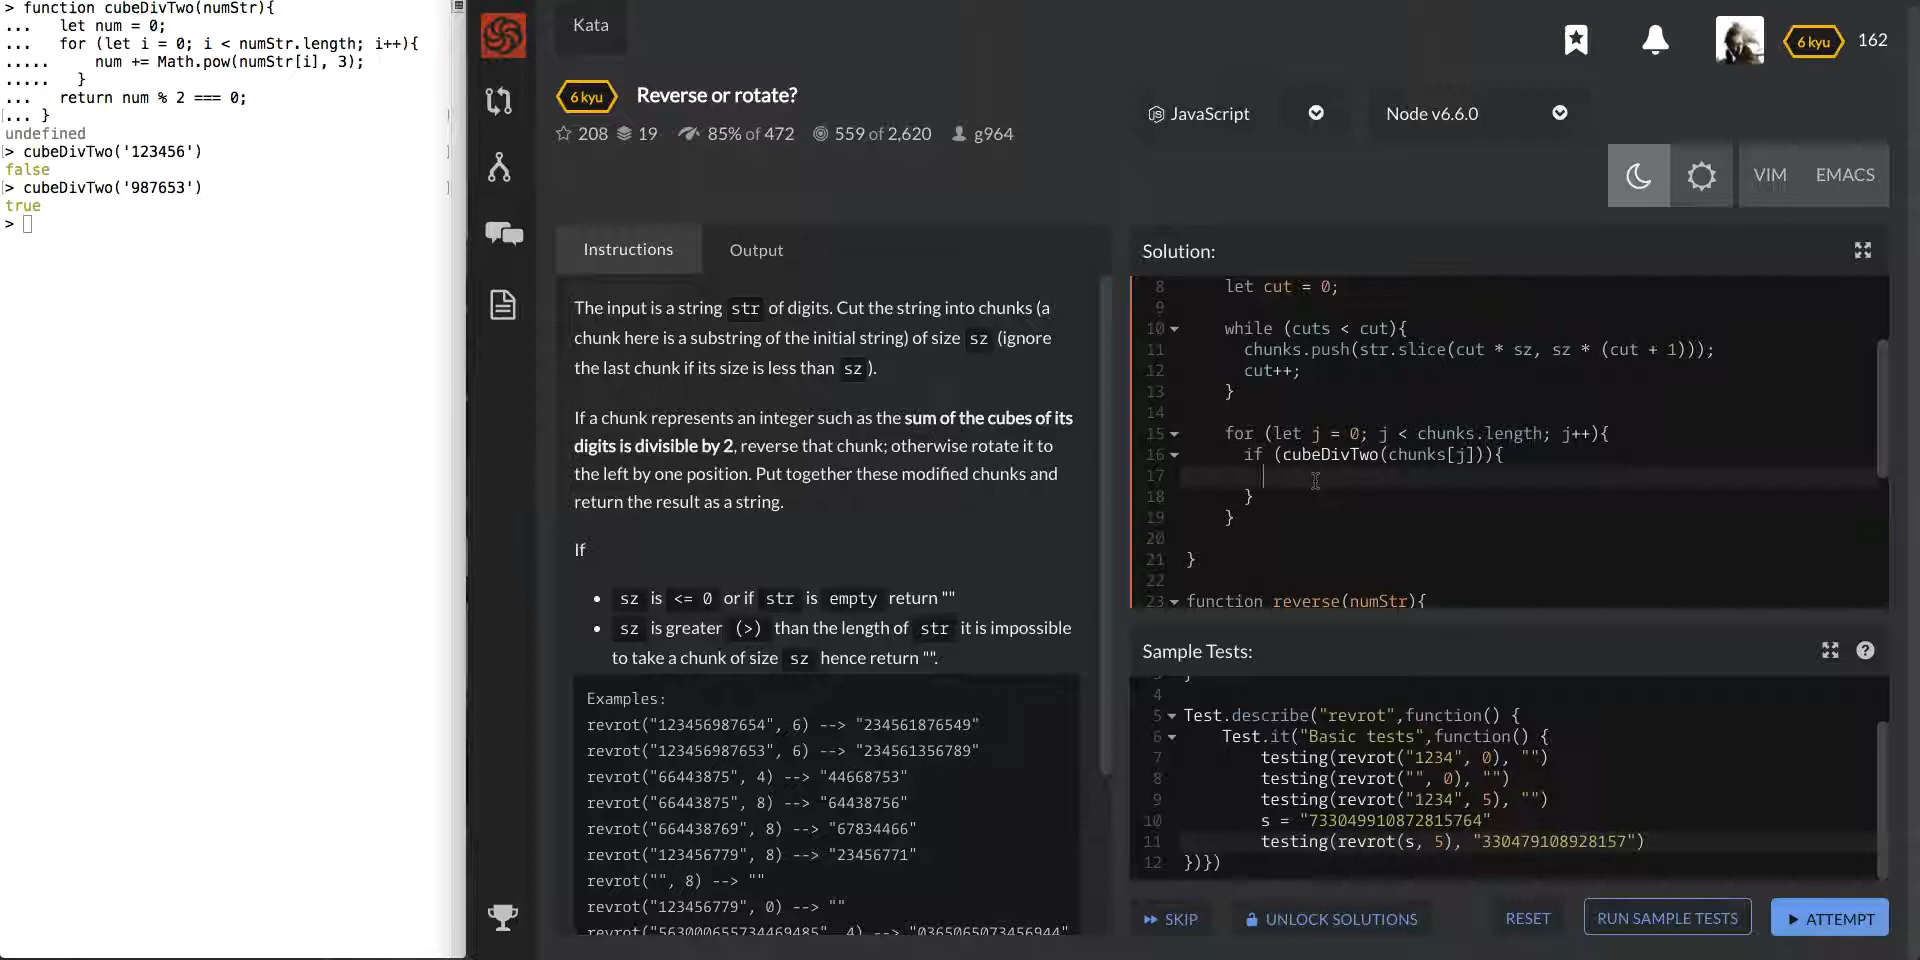 > function cubeDivTwo(numStr){
...   let num = 0;
...   for (let i = 0; i < numStr.length; i++){
.....     num += Math.pow(numStr[i], 3);
.....   }
...   return num % 2 === 0;
... }
undefined
> cubeDivTwo('123456')
false
> cubeDivTwo('987653')
true
>
Kata
6 kyu 162
6 kyu Reverse or rotate?
208 19 85% of 472 559 of 2,620 g964
JavaScript
Node v6.6.0
VIM EMACS
Instructions Output
The input is a string str of digits. Cut the string into chunks (a
chunk here is a substring of the initial string) of size sz (ignore
the last chunk if its size is less than sz ).
If a chunk represents an integer such as the sum of the cubes of its
digits is divisible by 2, reverse that chunk; otherwise rotate it to
the left by one position. Put together these modified chunks and
return the result as a string.
If
• sz is <= 0 or if str is empty return ""
• sz is greater (>) than the length of str it is impossible
to take a chunk of size sz hence return "".
Examples:
revrot("123456987654", 6) --> "234561876549"
revrot("123456987653", 6) --> "234561356789"
revrot("66443875", 4) --> "44668753"
revrot("66443875", 8) --> "64438756"
revrot("664438769", 8) --> "67834466"
revrot("123456779", 8) --> "23456771"
revrot("", 8) --> ""
revrot("123456779", 0) --> ""
revrot("563000655734469485", 4) --> "0365065073456944"
Solution:
8     let cut = 0;
9
10     while (cuts < cut){
11       chunks.push(str.slice(cut * sz, sz * (cut + 1)));
12       cut++;
13     }
14
15     for (let j = 0; j < chunks.length; j++){
16       if (cubeDivTwo(chunks[j])){
17
18       }
19     }
20
21 }
22
23 function reverse(numStr){
Sample Tests:
4
5 Test.describe("revrot",function() {
6     Test.it("Basic tests",function() {
7         testing(revrot("1234", 0), "")
8         testing(revrot("", 0), "")
9         testing(revrot("1234", 5), "")
10         s = "733049910872815764"
11         testing(revrot(s, 5), "330479108928157")
12 })})
SKIP UNLOCK SOLUTIONS RESET RUN SAMPLE TESTS ATTEMPT